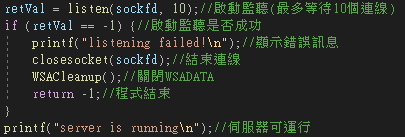 retVal = listen(sockfd, 10);//啟動監聽(最多等待10個連線)
if (retVal == -1) {//啟動監聽是否成功
printf("listening failed!\n");//顯示錯誤訊息
closesocket(sockfd);//結束連線
WSACleanup();//關閉WSADATA
return -1;//程式結束
}
printf("server is running\n");//伺服器可運行